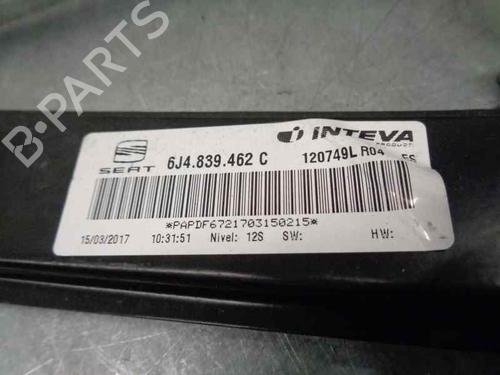 SEAT
6J4.839.462 C
INTEVA
PRODUCTS
120749L R04
*PAPDF6721703150215*
15/03/2017 10:31:51 Nivel: 12S SW: HW:
B-PARTS